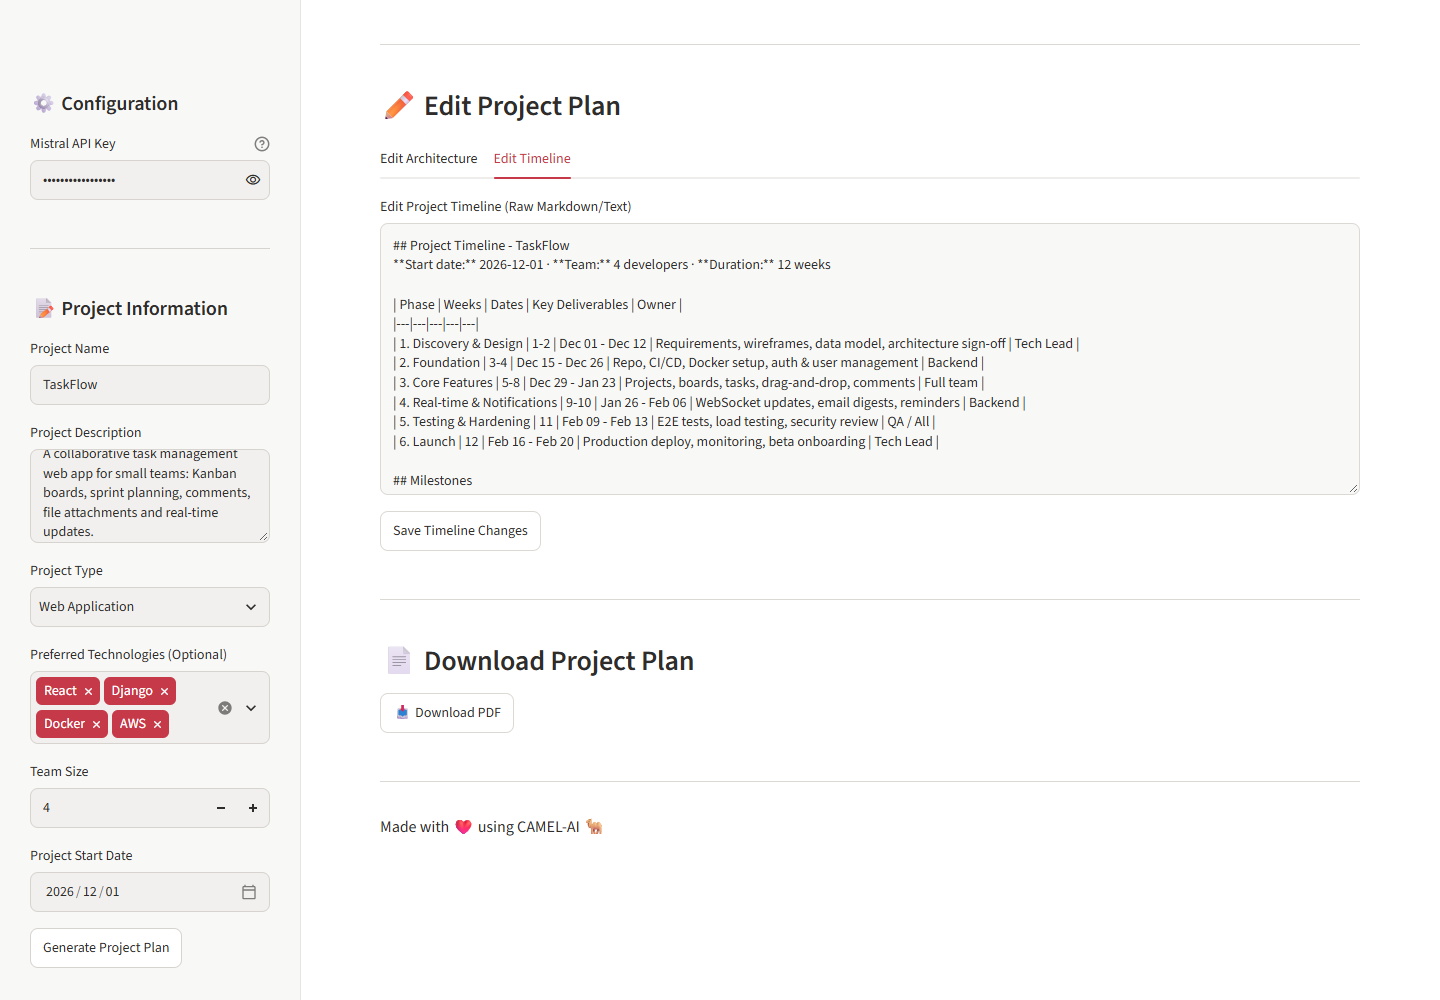 Configuration
Mistral API Key
•••••••••••••••••
Project Information
Project Name
TaskFlow
Project Description
A collaborative task management
web app for small teams: Kanban
boards, sprint planning, comments,
file attachments and real-time
updates.
Project Type
Web Application
Preferred Technologies (Optional)
React × Django ×
Docker × AWS ×
Team Size
4
Project Start Date
2026 / 12 / 01
Generate Project Plan
Edit Project Plan
Edit Architecture Edit Timeline
Edit Project Timeline (Raw Markdown/Text)
## Project Timeline - TaskFlow
**Start date:** 2026-12-01 · **Team:** 4 developers · **Duration:** 12 weeks
| Phase | Weeks | Dates | Key Deliverables | Owner |
|---|---|---|---|---|
| 1. Discovery & Design | 1-2 | Dec 01 - Dec 12 | Requirements, wireframes, data model, architecture sign-off | Tech Lead |
| 2. Foundation | 3-4 | Dec 15 - Dec 26 | Repo, CI/CD, Docker setup, auth & user management | Backend |
| 3. Core Features | 5-8 | Dec 29 - Jan 23 | Projects, boards, tasks, drag-and-drop, comments | Full team |
| 4. Real-time & Notifications | 9-10 | Jan 26 - Feb 06 | WebSocket updates, email digests, reminders | Backend |
| 5. Testing & Hardening | 11 | Feb 09 - Feb 13 | E2E tests, load testing, security review | QA / All |
| 6. Launch | 12 | Feb 16 - Feb 20 | Production deploy, monitoring, beta onboarding | Tech Lead |
## Milestones
Save Timeline Changes
Download Project Plan
Download PDF
Made with ❤️ using CAMEL-AI 🐫